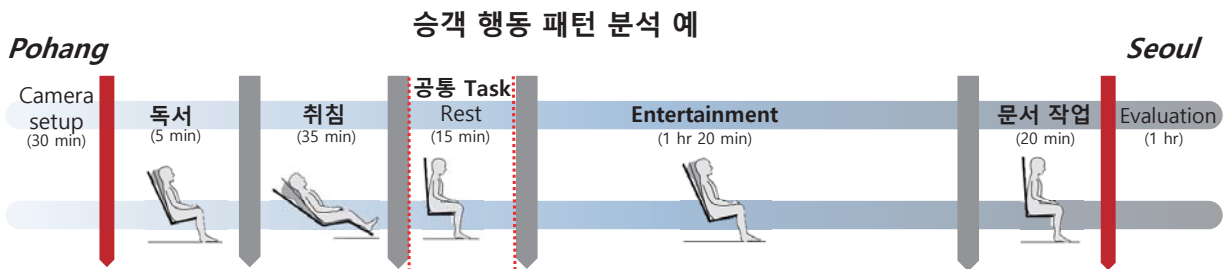 승객 행동 패턴 분석 예
Pohang
Seoul
Camera
setup
(30 min)
독서
(5 min)
취침
(35 min)
공통 Task
Rest
(15 min)
Entertainment
(1 hr 20 min)
문서 작업
(20 min)
Evaluation
(1 hr)